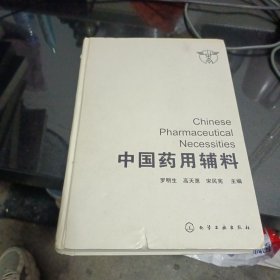 Chinese
Pharmaceutical
Necessities
中国药用辅料
罗明生 高天惠 宋民宪 主编
化学工业出版社